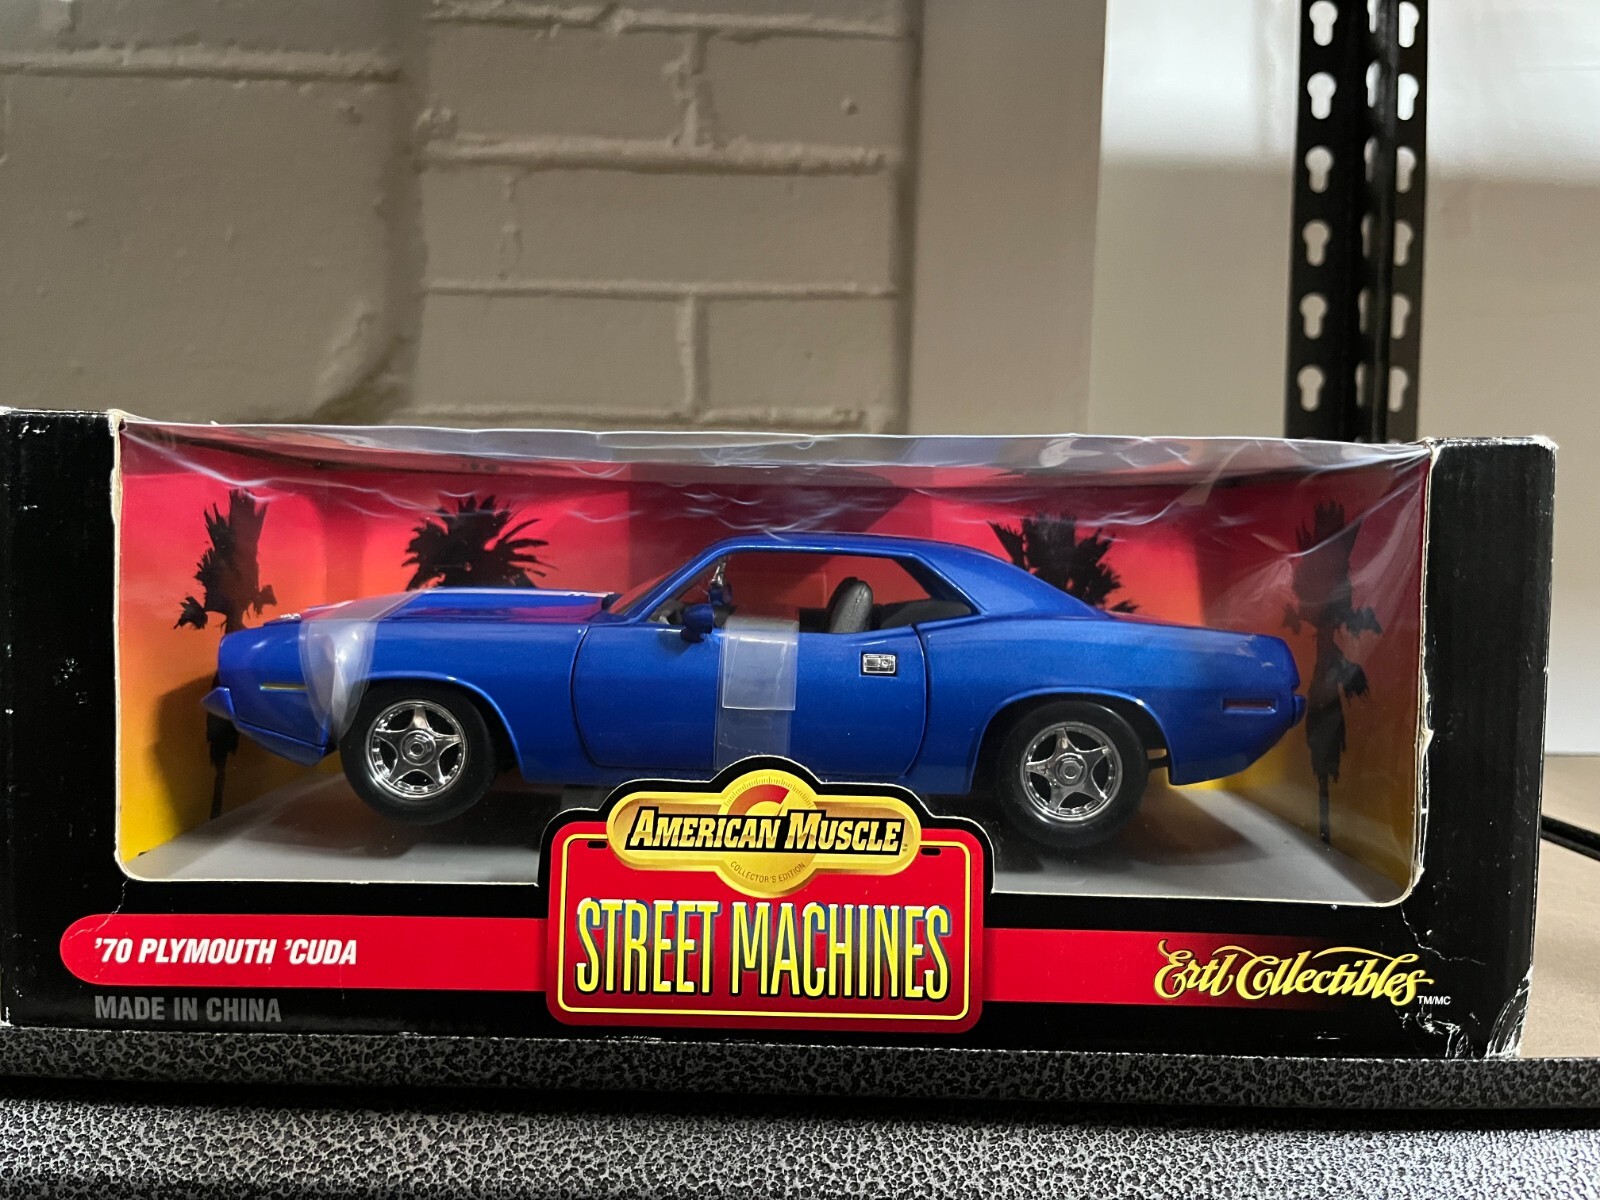 AMERICAN MUSCLE
COLLECTOR'S EDITION
STREET MACHINES
'70 PLYMOUTH 'CUDA
MADE IN CHINA
Ertl Collectibles
TM/MC